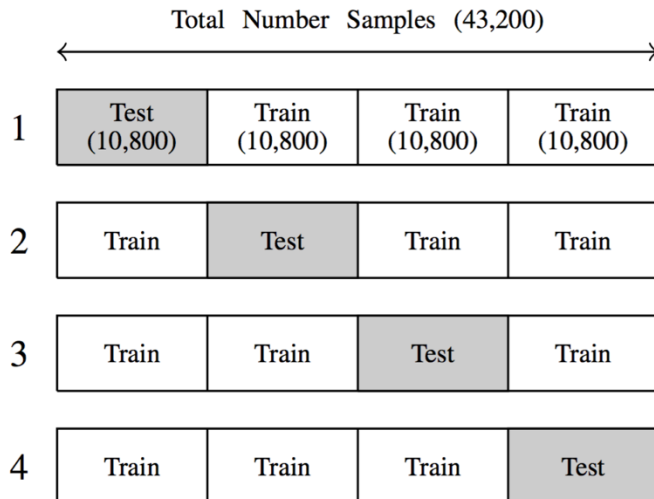 Total Number Samples (43,200)
1
Test Train Train Train
(10,800) (10,800) (10,800) (10,800)
2 Train Test Train Train
3 Train Train Test Train
4 Train Train Train Test